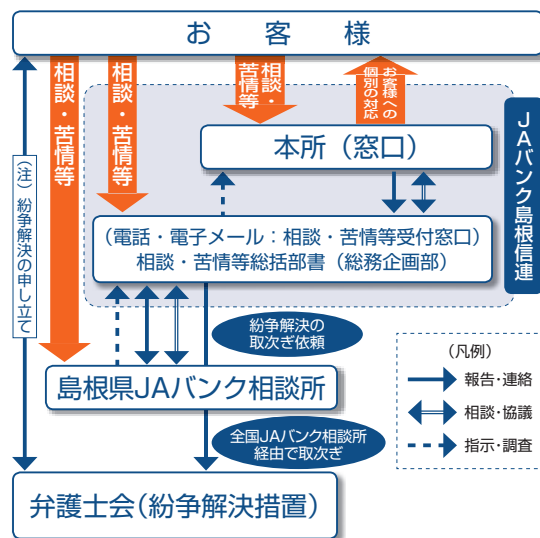 お客様
相談・苦情等
相談・苦情等
相談・
苦情等
お客様への
個別の対応
本所（窓口）
JAバンク島根信連
（注）紛争解決の申し立て
（電話・電子メール：相談・苦情等受付窓口）
相談・苦情等総括部書（総務企画部）
紛争解決の
取次ぎ依頼
島根県JAバンク相談所
全国JAバンク相談所
経由で取次ぎ
弁護士会（紛争解決措置）
（凡例）
報告・連絡
相談・協議
指示・調査